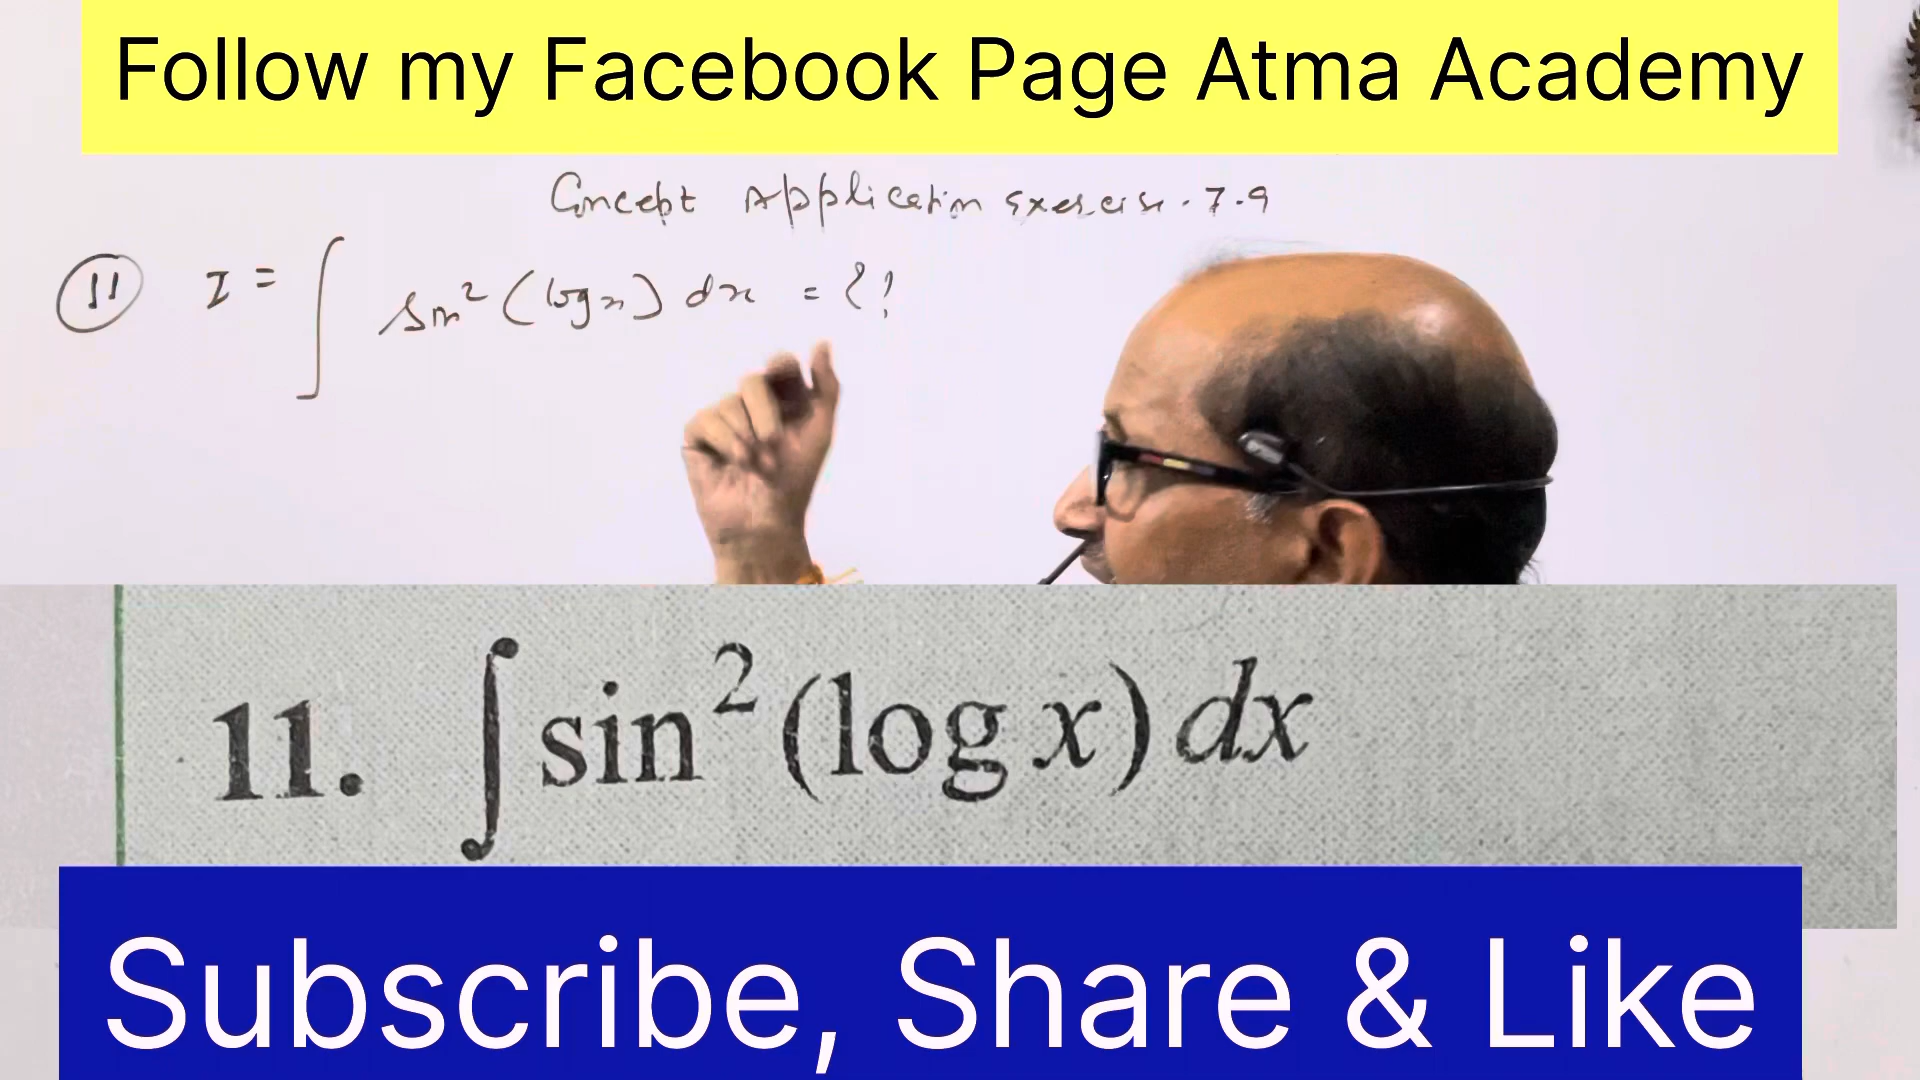 Follow my Facebook Page Atma Academy
Concept Application Exercise. 7.9
11 I = ∫ sin² (log x) dx = ?
11. ∫ sin² (log x) dx
Subscribe, Share & Like